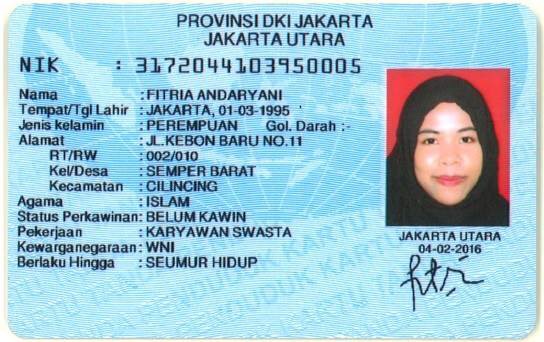 PROVINSI DKI JAKARTA
JAKARTA UTARA
NIK : 3172044103950005
Nama : FITRIA ANDARYANI
Tempat/Tgl Lahir : JAKARTA, 01-03-1995
Jenis kelamin : PEREMPUAN Gol. Darah :-
Alamat : JL.KEBON BARU NO.11
RT/RW : 002/010
Kel/Desa : SEMPER BARAT
Kecamatan : CILINCING
Agama : ISLAM
Status Perkawinan: BELUM KAWIN
Pekerjaan : KARYAWAN SWASTA
Kewarganegaraan: WNI
Berlaku Hingga : SEUMUR HIDUP
JAKARTA UTARA
04-02-2016